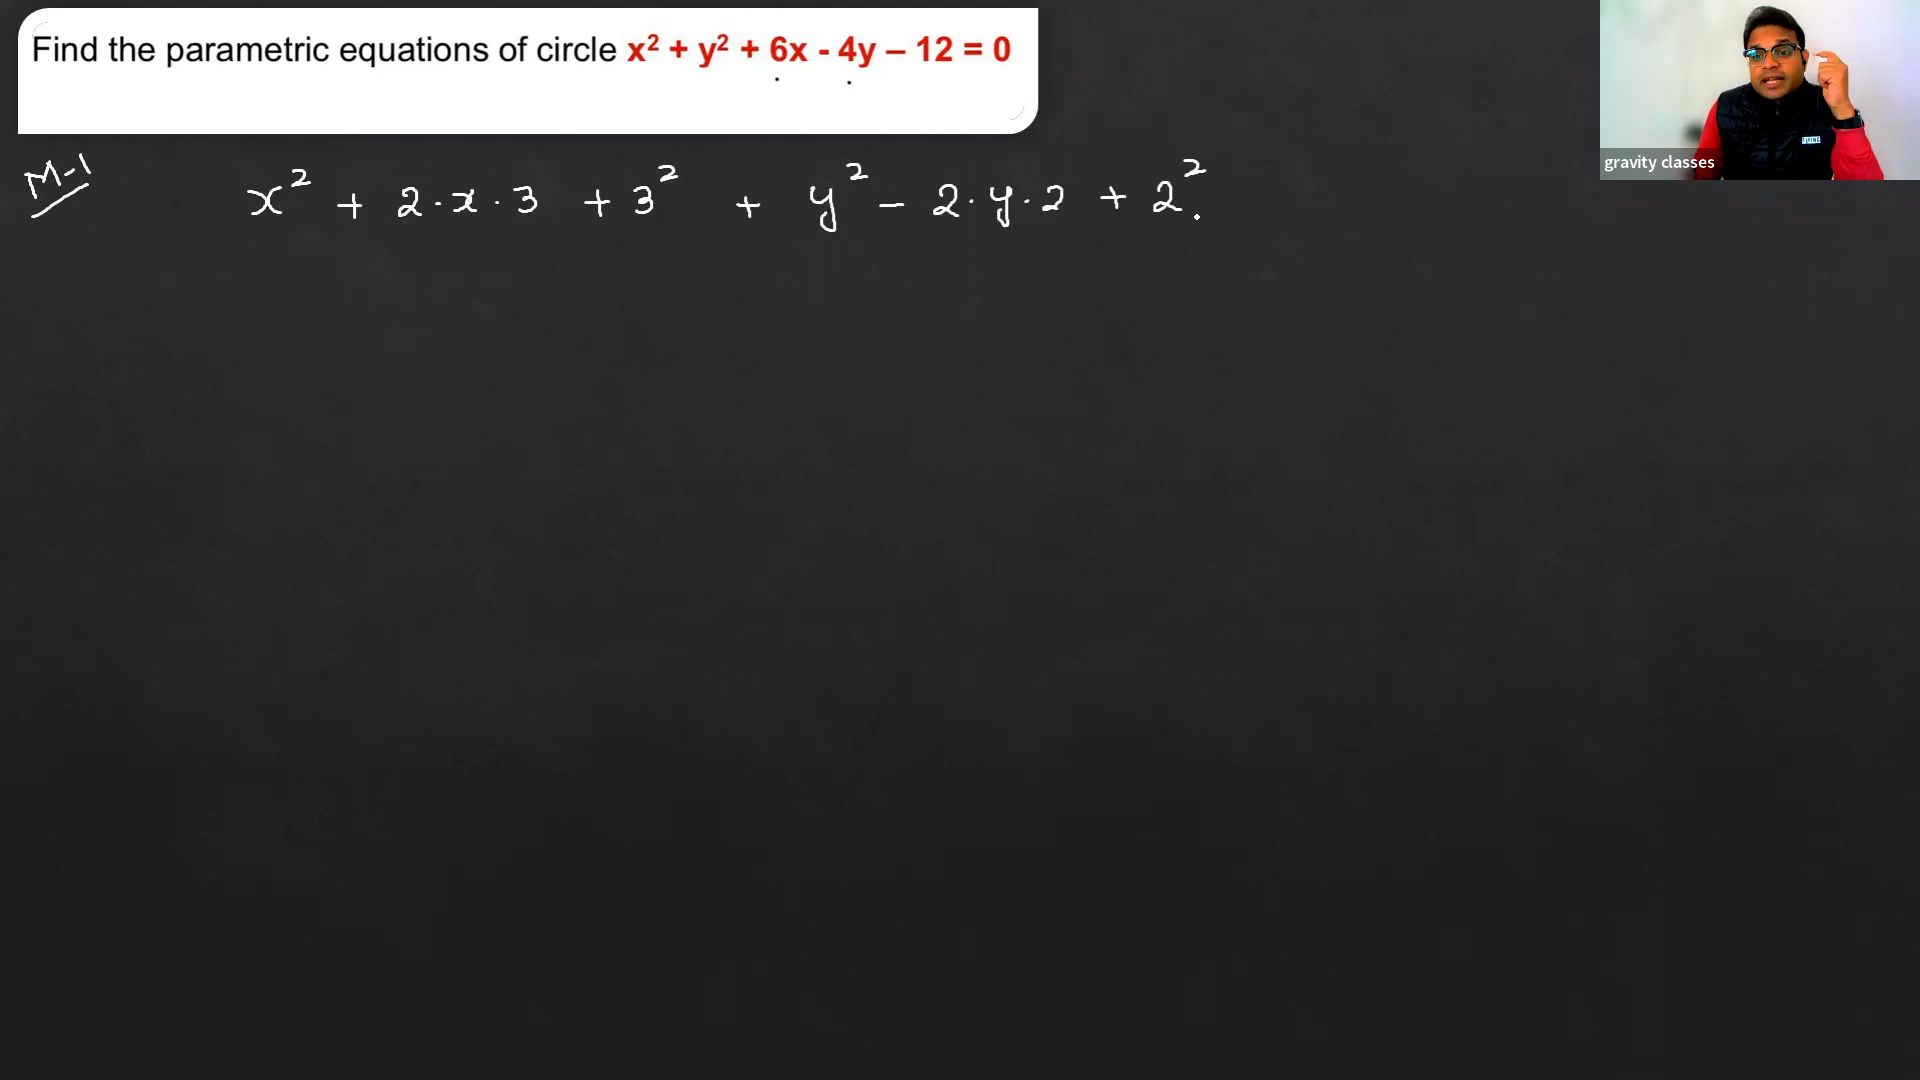 Find the parametric equations of circle x² + y² + 6x - 4y – 12 = 0
M-1
x² + 2·x·3 + 3² + y² - 2·y·2 + 2²
gravity classes